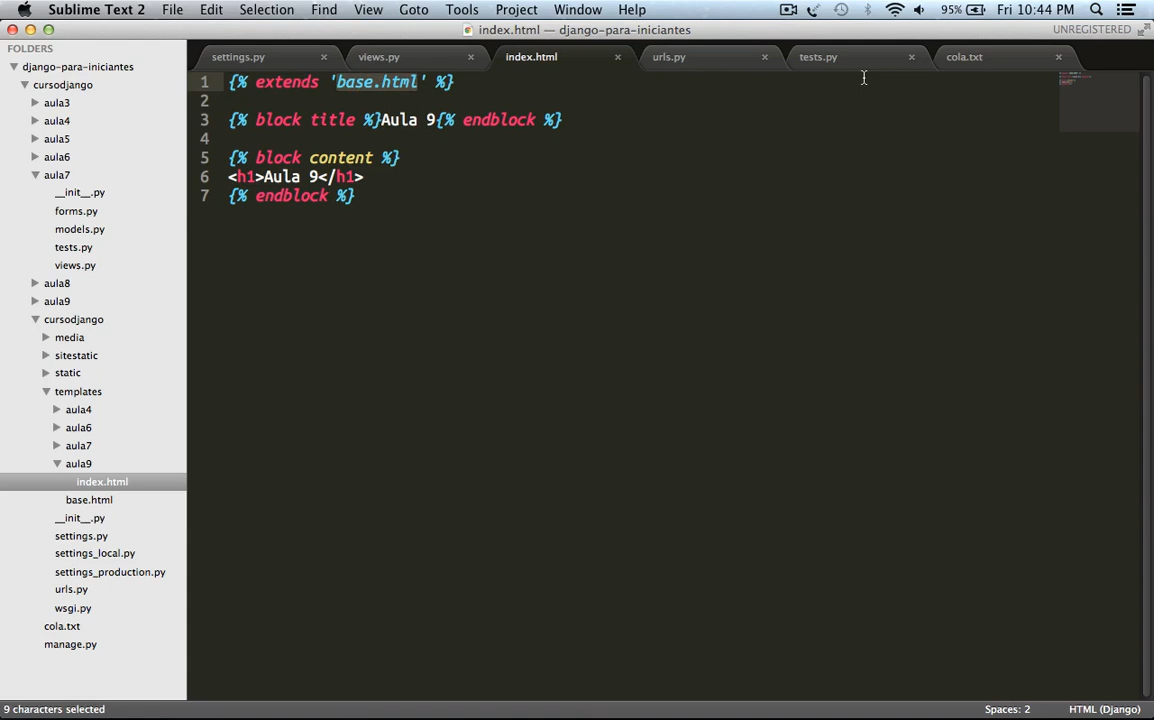 Sublime Text 2 File Edit Selection Find View Goto Tools Project Window Help 95% Fri 10:44 PM
index.html — django-para-iniciantes UNREGISTERED
FOLDERS
django-para-iniciantes
cursodjango
aula3
aula4
aula5
aula6
aula7
__init__.py
forms.py
models.py
tests.py
views.py
aula8
aula9
cursodjango
media
sitestatic
static
templates
aula4
aula6
aula7
aula9
index.html
base.html
__init__.py
settings.py
settings_local.py
settings_production.py
urls.py
wsgi.py
cola.txt
manage.py
settings.py × views.py × index.html × urls.py × tests.py × cola.txt ×
1 {% extends 'base.html' %}
2
3 {% block title %}Aula 9{% endblock %}
4
5 {% block content %}
6 <h1>Aula 9</h1>
7 {% endblock %}
9 characters selected Spaces: 2 HTML (Django)